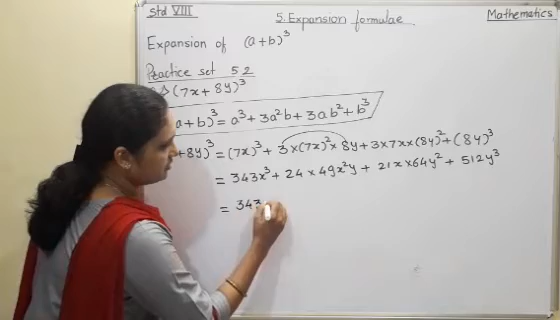 Std VIII
5. Expansion formulae
Mathematics
Expansion of (a+b)³
Practice set 5.2
(7x+8y)³
a+b)³ = a³ + 3a²b + 3ab² + b³
+8y)³ = (7x)³ + 3×(7x)²×8y + 3×7x×(8y)² + (8y)³
= 343x³ + 24×49x²y + 21x×64y² + 512y³
= 343